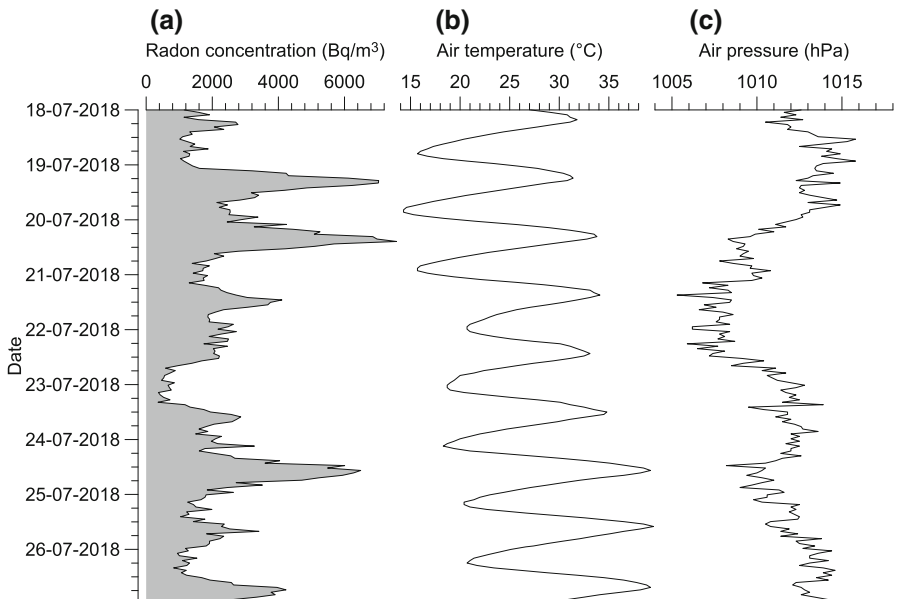 (a) (b) (c)
Radon concentration (Bq/m³) Air temperature (°C) Air pressure (hPa)
0 2000 4000 6000 15 20 25 30 35 1005 1010 1015
18-07-2018
19-07-2018
20-07-2018
21-07-2018
22-07-2018
Date
23-07-2018
24-07-2018
25-07-2018
26-07-2018